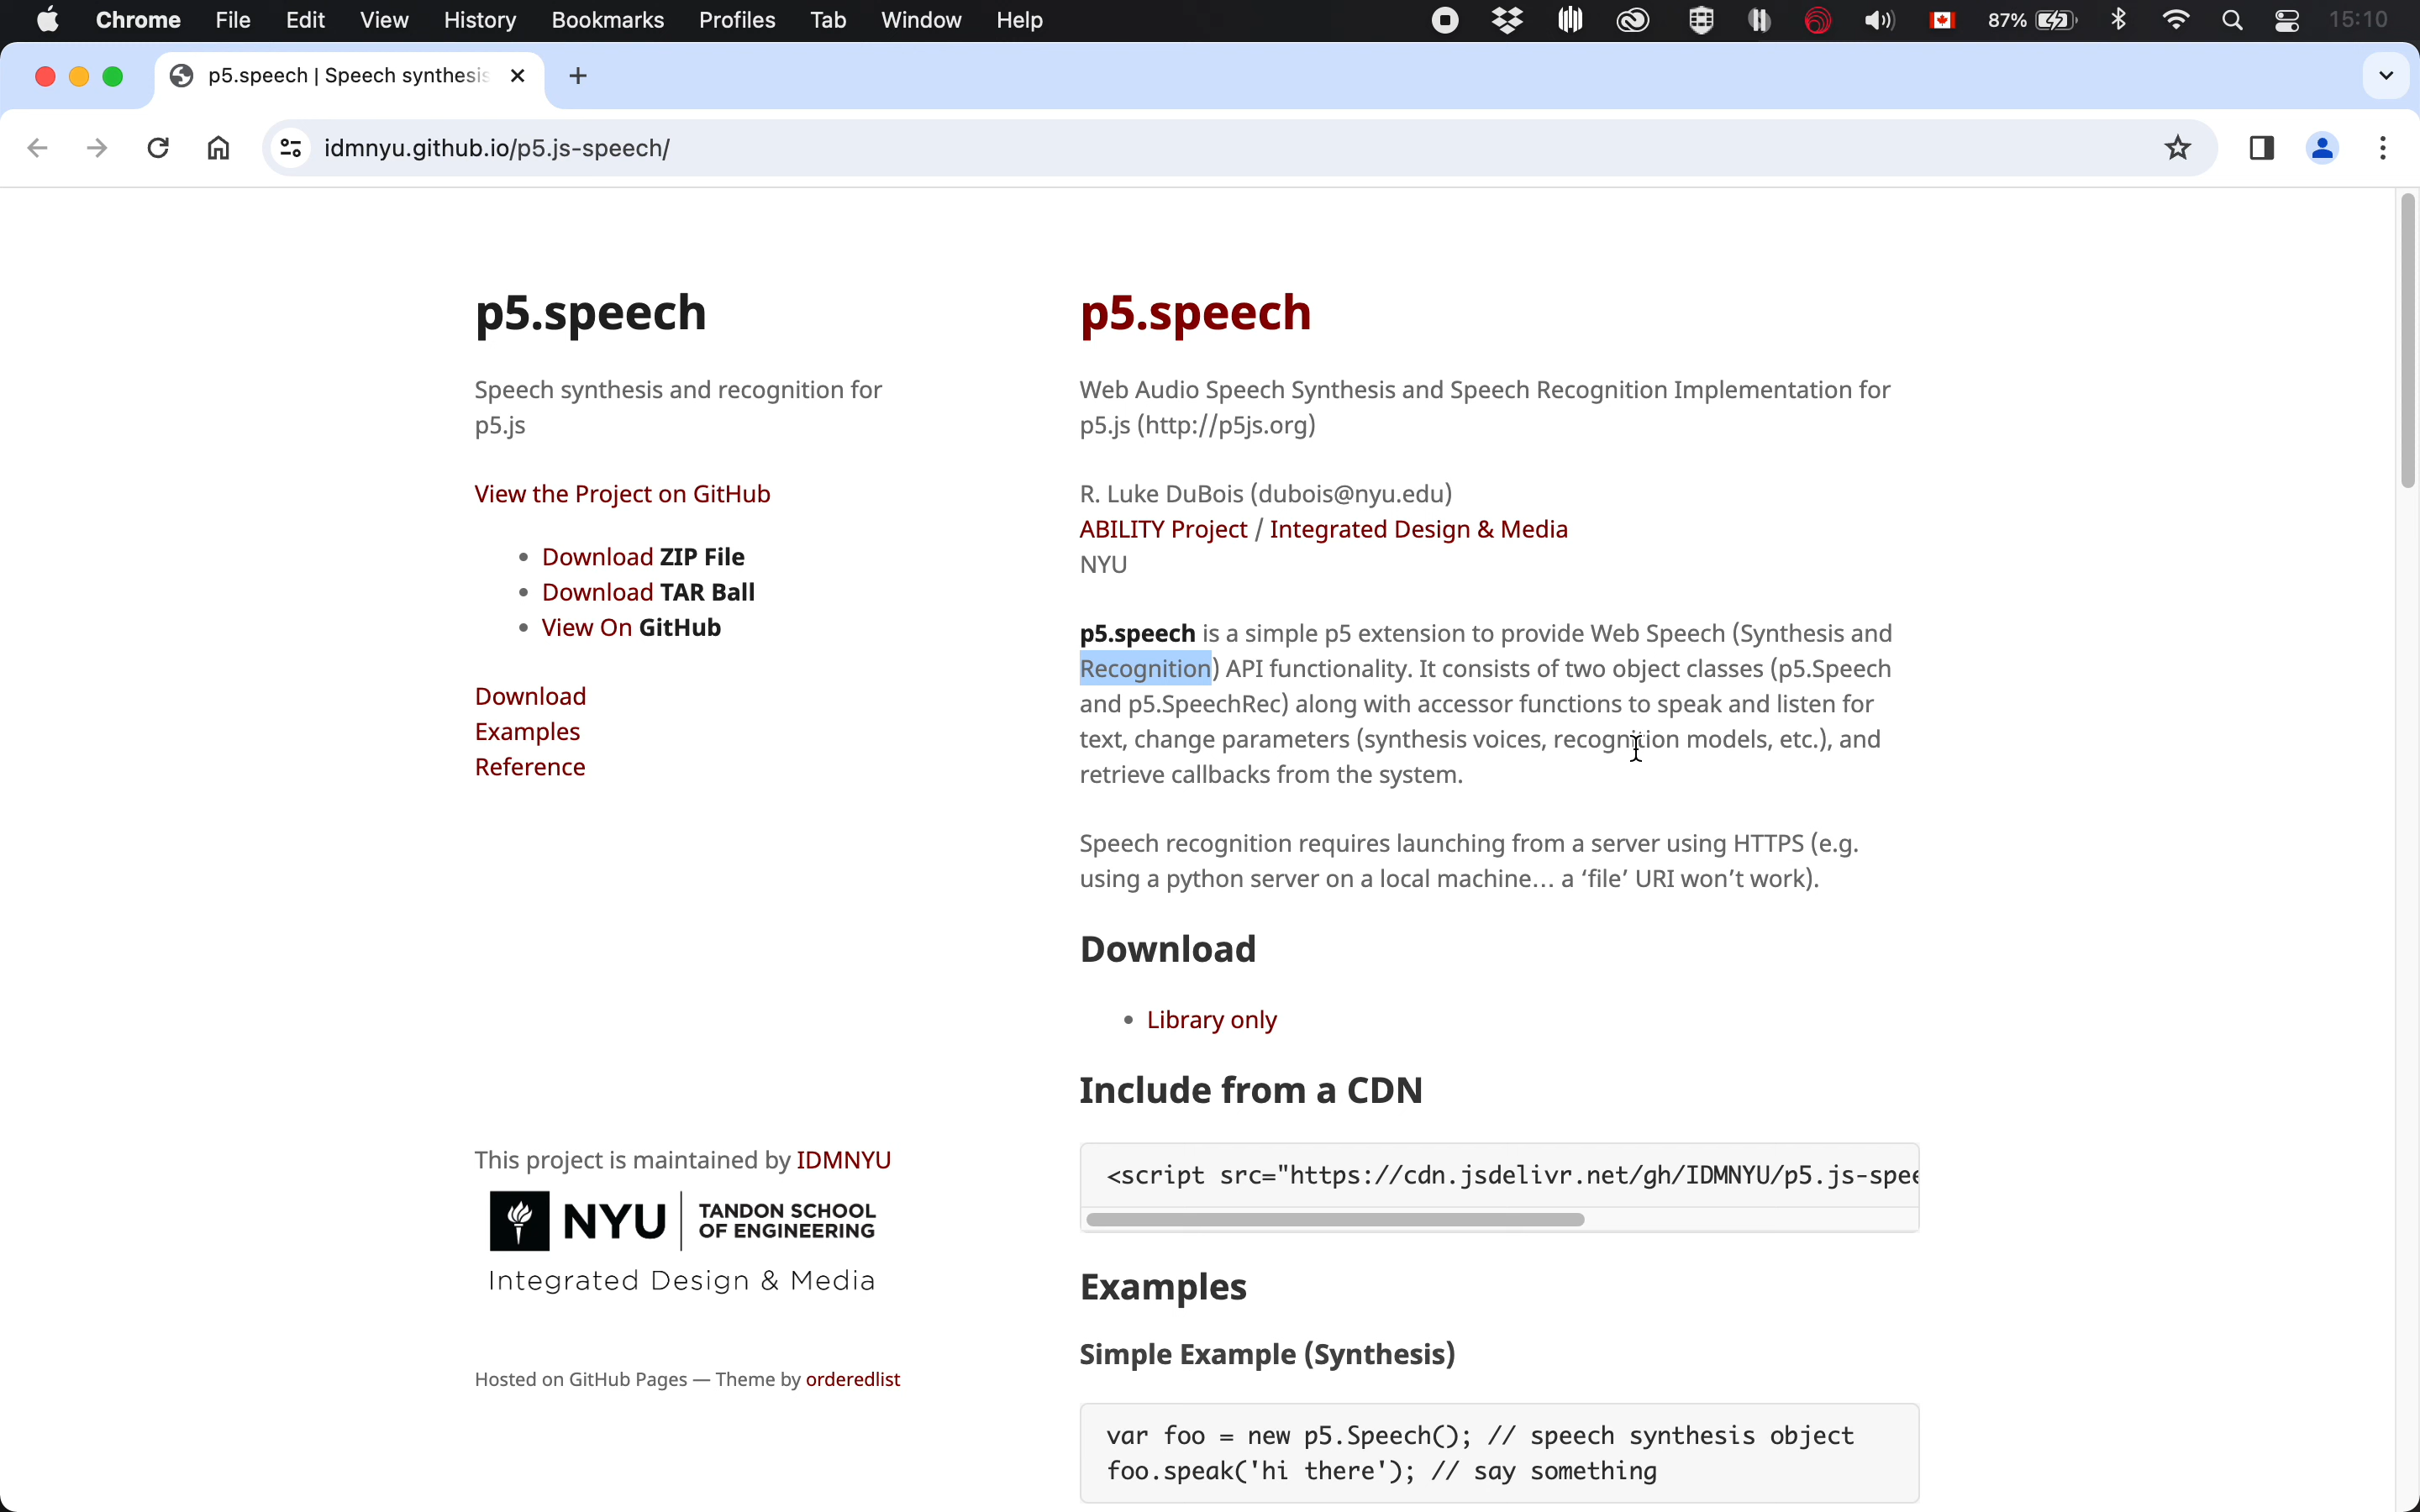 Chrome File Edit View History Bookmarks Profiles Tab Window Help 87% 15:10
p5.speech | Speech synthesis
idmnyu.github.io/p5.js-speech/
p5.speech
Speech synthesis and recognition for
p5.js
View the Project on GitHub
Download ZIP File
Download TAR Ball
View On GitHub
Download
Examples
Reference
This project is maintained by IDMNYU
NYU TANDON SCHOOL
OF ENGINEERING
Integrated Design & Media
Hosted on GitHub Pages — Theme by orderedlist
p5.speech
Web Audio Speech Synthesis and Speech Recognition Implementation for
p5.js (http://p5js.org)
R. Luke DuBois (dubois@nyu.edu)
ABILITY Project / Integrated Design & Media
NYU
p5.speech is a simple p5 extension to provide Web Speech (Synthesis and
Recognition) API functionality. It consists of two object classes (p5.Speech
and p5.SpeechRec) along with accessor functions to speak and listen for
text, change parameters (synthesis voices, recognition models, etc.), and
retrieve callbacks from the system.
Speech recognition requires launching from a server using HTTPS (e.g.
using a python server on a local machine… a ‘file’ URI won’t work).
Download
Library only
Include from a CDN
<script src="https://cdn.jsdelivr.net/gh/IDMNYU/p5.js-spee
Examples
Simple Example (Synthesis)
var foo = new p5.Speech(); // speech synthesis object
foo.speak('hi there'); // say something